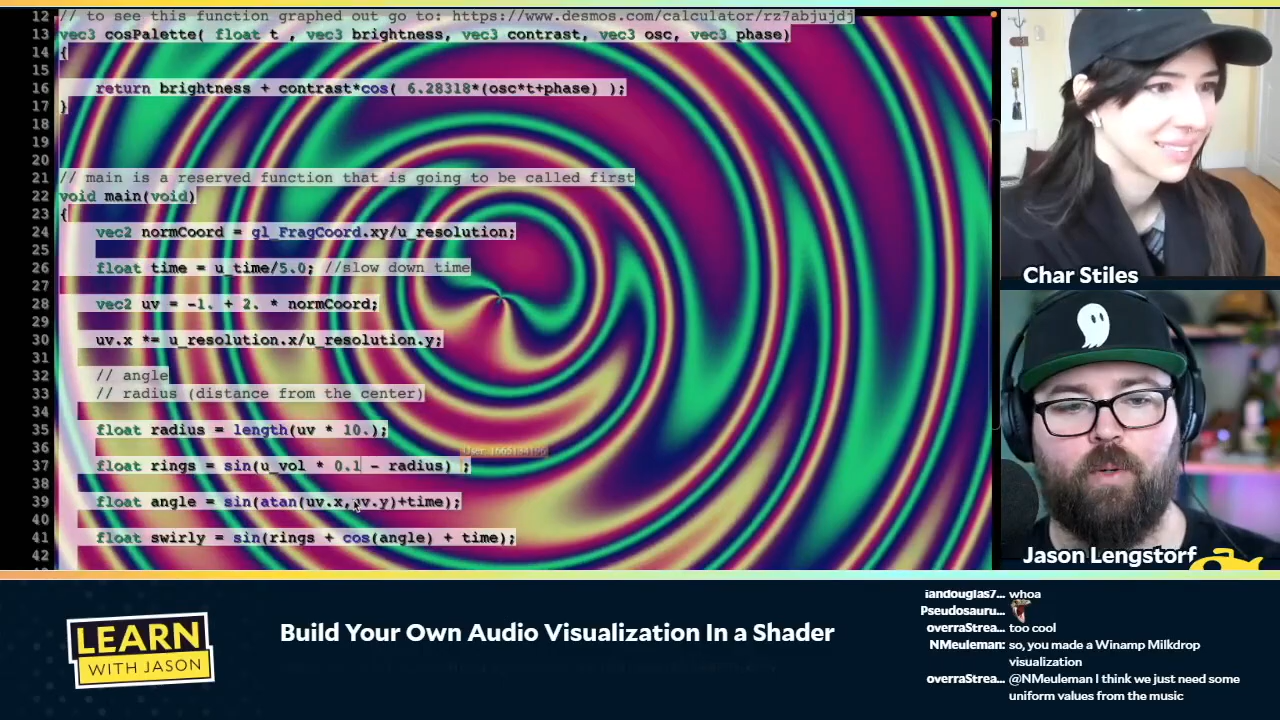 12 // to see this function graphed out go to: https://www.desmos.com/calculator/rz7abjujdj
13 vec3 cosPalette( float t , vec3 brightness, vec3 contrast, vec3 osc, vec3 phase)
14 {
15
16 return brightness + contrast*cos( 6.28318*(osc*t+phase) );
17 }
18
19
20
21 // main is a reserved function that is going to be called first
22 void main(void)
23 {
24 vec2 normCoord = gl_FragCoord.xy/u_resolution;
25
26 float time = u_time/5.0; //slow down time
27
28 vec2 uv = -1. + 2. * normCoord;
29
30 uv.x *= u_resolution.x/u_resolution.y;
31
32 // angle
33 // radius (distance from the center)
34
35 float radius = length(uv * 10.);
36
37 float rings = sin(u_vol * 0.1 - radius) ;
38
39 float angle = sin(atan(uv.x,uv.y)+time);
40
41 float swirly = sin(rings + cos(angle) + time);
42
Char Stiles
Jason Lengstorf
LEARN
WITH JASON
Build Your Own Audio Visualization In a Shader
iandouglas7... whoa
Pseudosauru...
overraStrea... too cool
NMeuleman: so, you made a Winamp Milkdrop
visualization
overraStrea... @NMeuleman I think we just need some
uniform values from the music